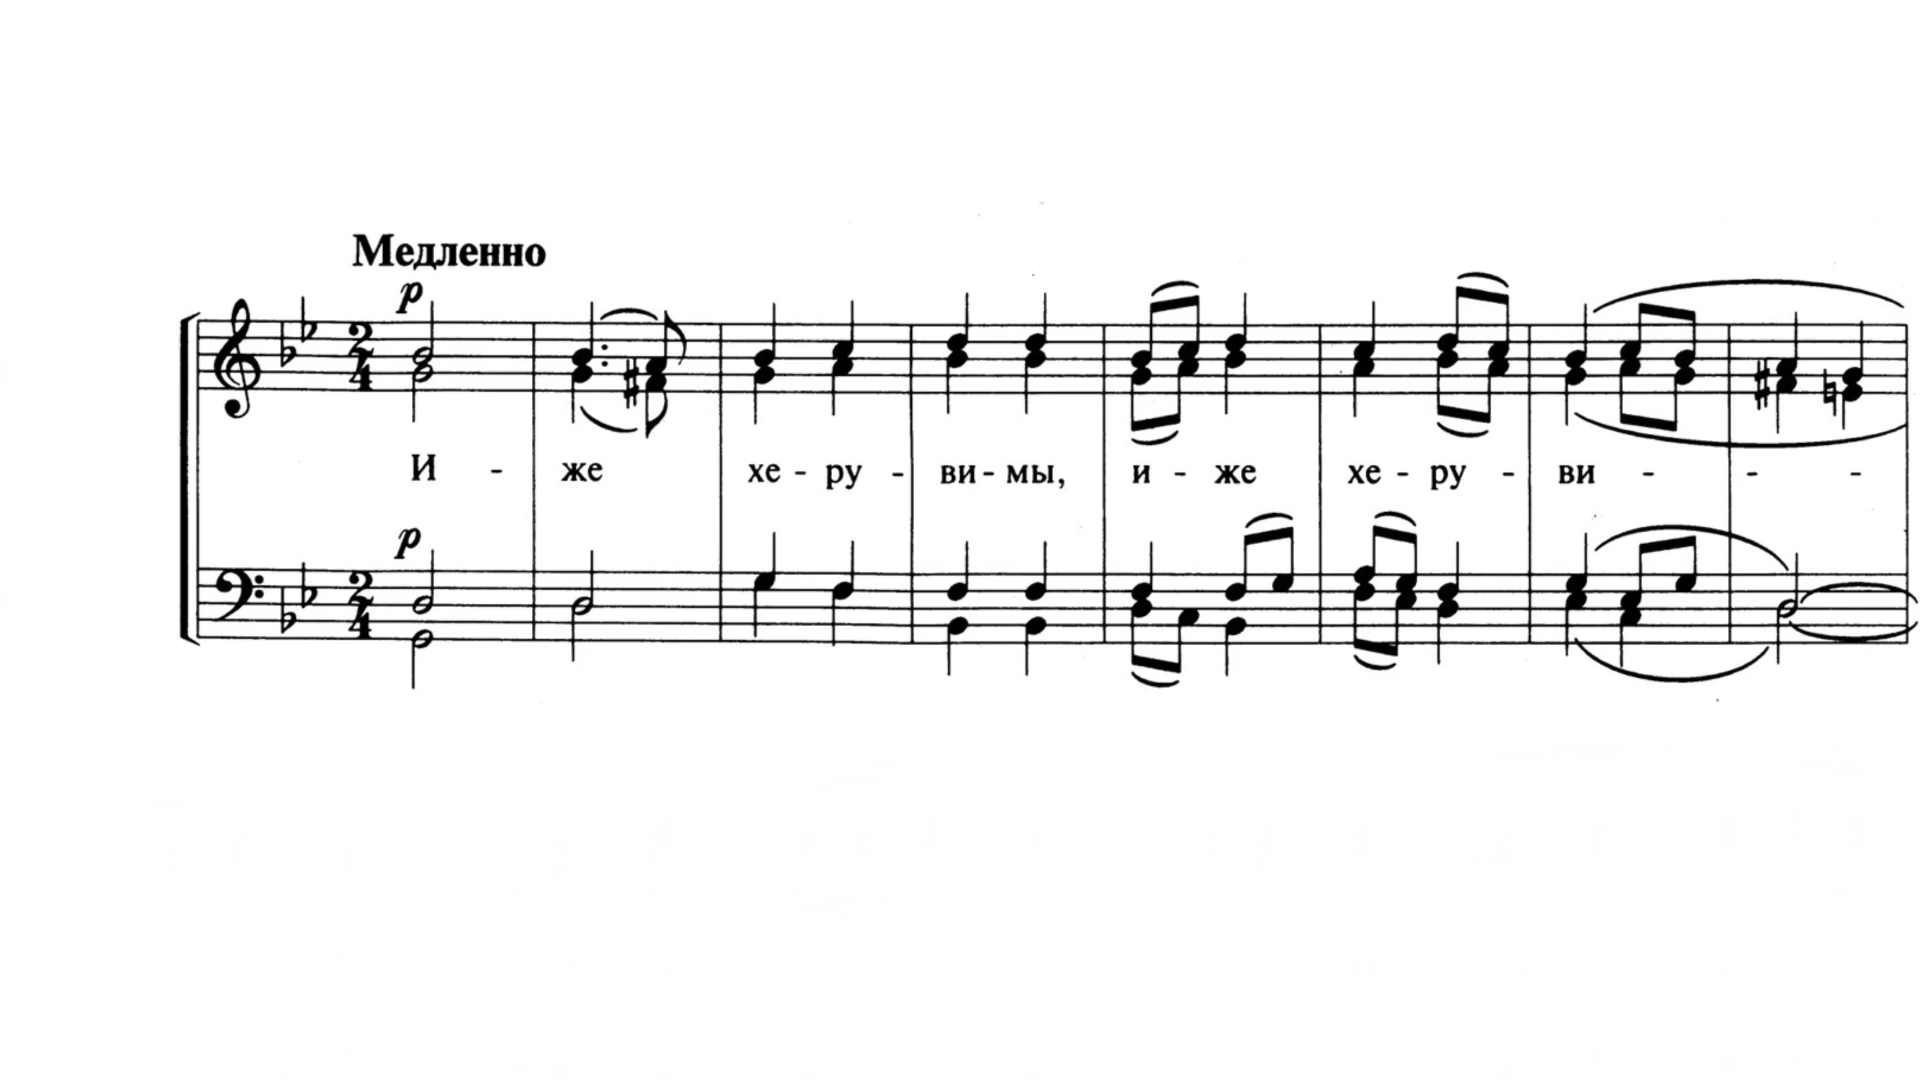 Медленно
p
И - же хе - ру - ви - мы, и - же хе - ру - ви - - -
p